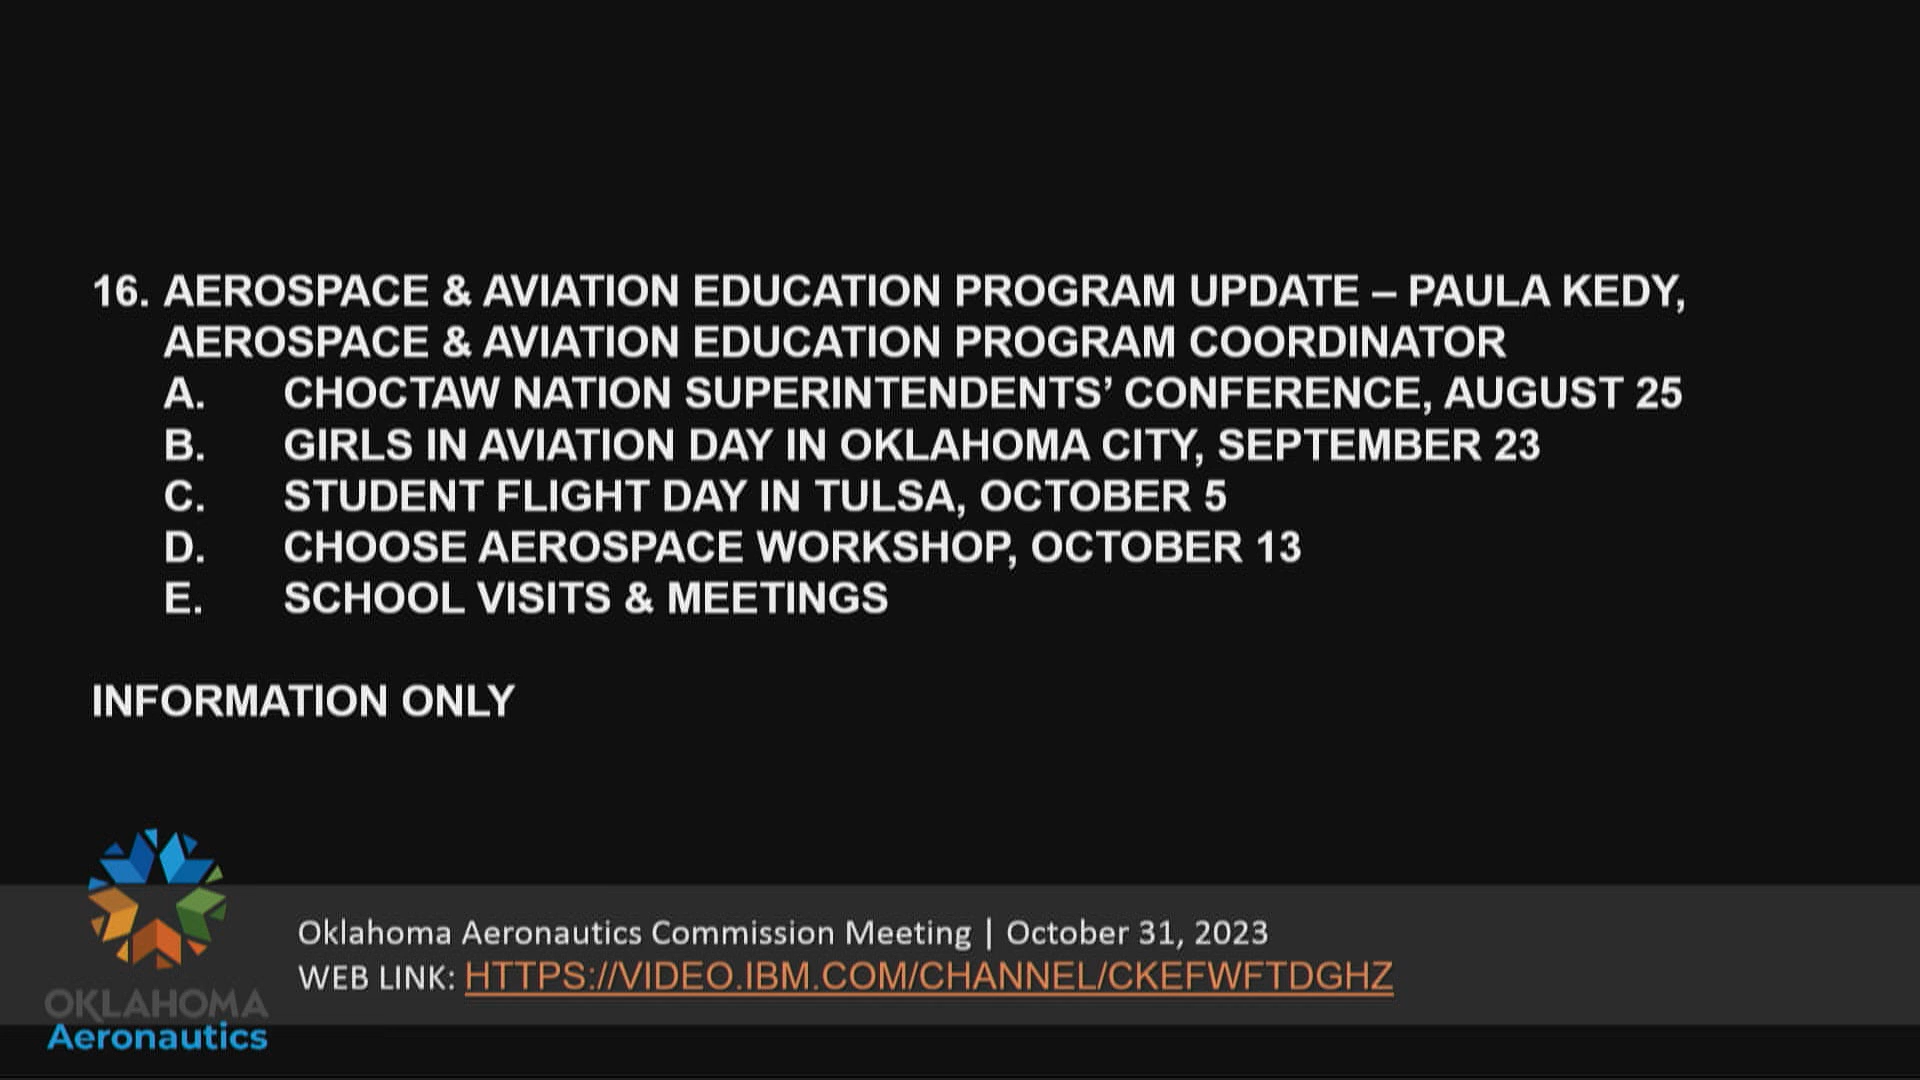 16. AEROSPACE & AVIATION EDUCATION PROGRAM UPDATE – PAULA KEDY,
AEROSPACE & AVIATION EDUCATION PROGRAM COORDINATOR
A. CHOCTAW NATION SUPERINTENDENTS’ CONFERENCE, AUGUST 25
B. GIRLS IN AVIATION DAY IN OKLAHOMA CITY, SEPTEMBER 23
C. STUDENT FLIGHT DAY IN TULSA, OCTOBER 5
D. CHOOSE AEROSPACE WORKSHOP, OCTOBER 13
E. SCHOOL VISITS & MEETINGS
INFORMATION ONLY
Oklahoma Aeronautics Commission Meeting | October 31, 2023
WEB LINK: HTTPS://VIDEO.IBM.COM/CHANNEL/CKEFWFTDGHZ
OKLAHOMA
Aeronautics